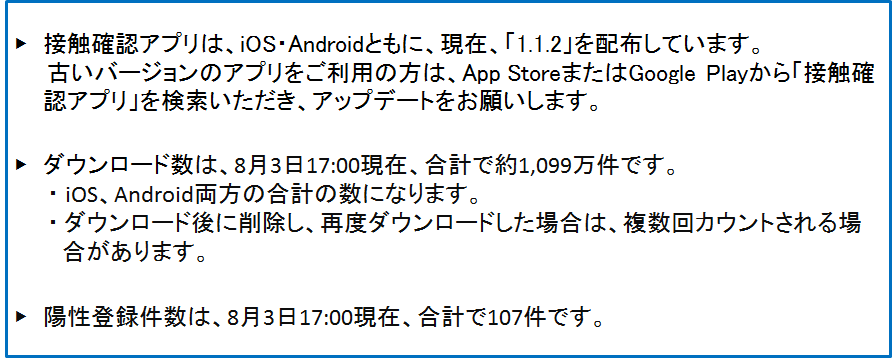 ▶ 接触確認アプリは、iOS・Androidともに、現在、「1.1.2」を配布しています。
古いバージョンのアプリをご利用の方は、App StoreまたはGoogle Playから「接触確
認アプリ」を検索いただき、アップデートをお願いします。
▶ ダウンロード数は、8月3日17:00現在、合計で約1,099万件です。
・ iOS、Android両方の合計の数になります。
・ ダウンロード後に削除し、再度ダウンロードした場合は、複数回カウントされる場
合があります。
▶ 陽性登録件数は、8月3日17:00現在、合計で107件です。